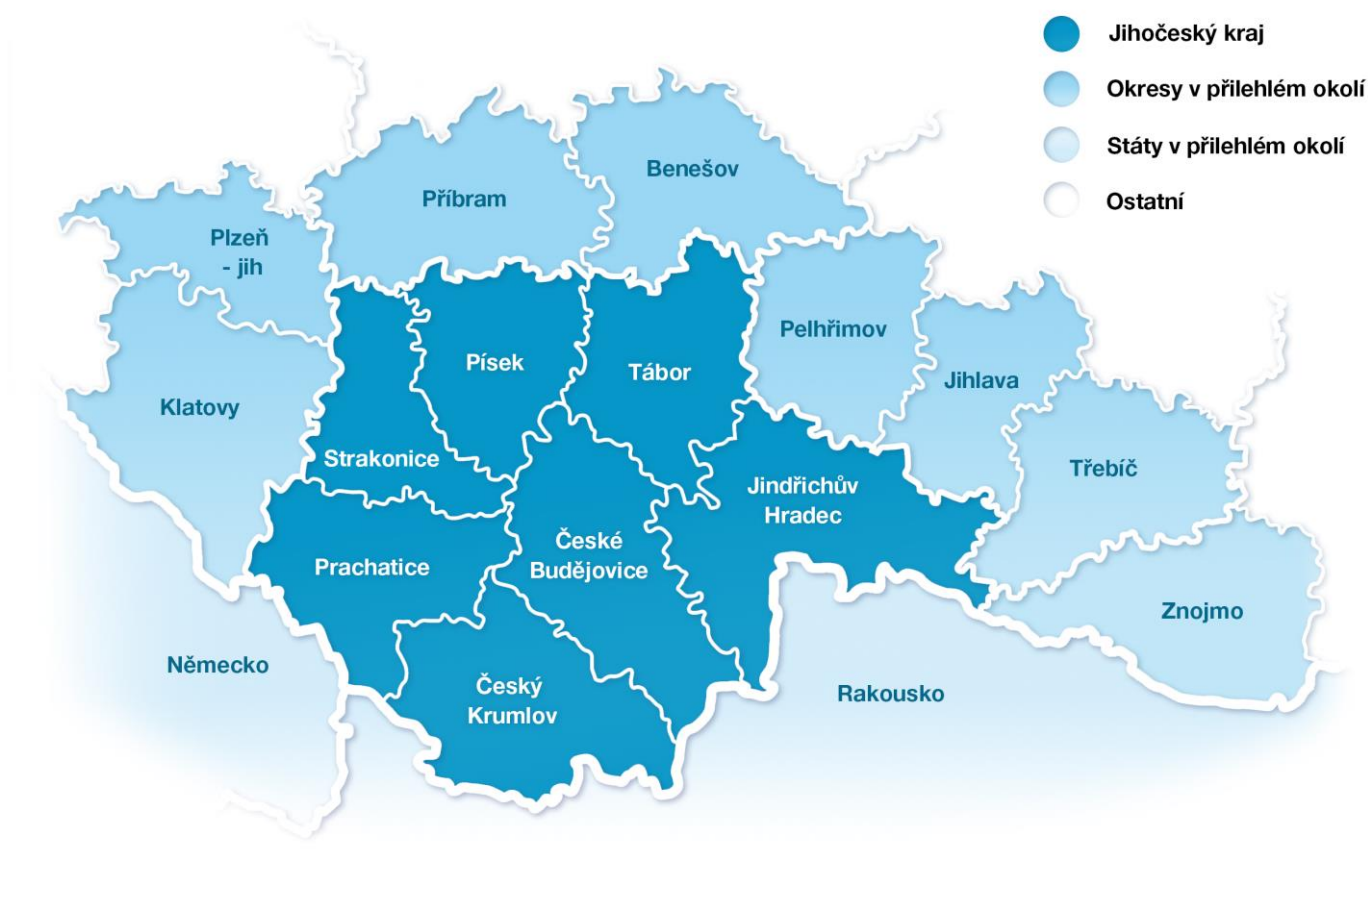 Jihočeský kraj
Okresy v přilehlém okolí
Státy v přilehlém okolí
Ostatní
Benešov
Příbram
Plzeň
- jih
Pelhřimov
Písek
Tábor
Jihlava
Klatovy
Strakonice
Třebíč
Jindřichův
Hradec
České
Budějovice
Prachatice
Znojmo
Německo
Český
Krumlov
Rakousko